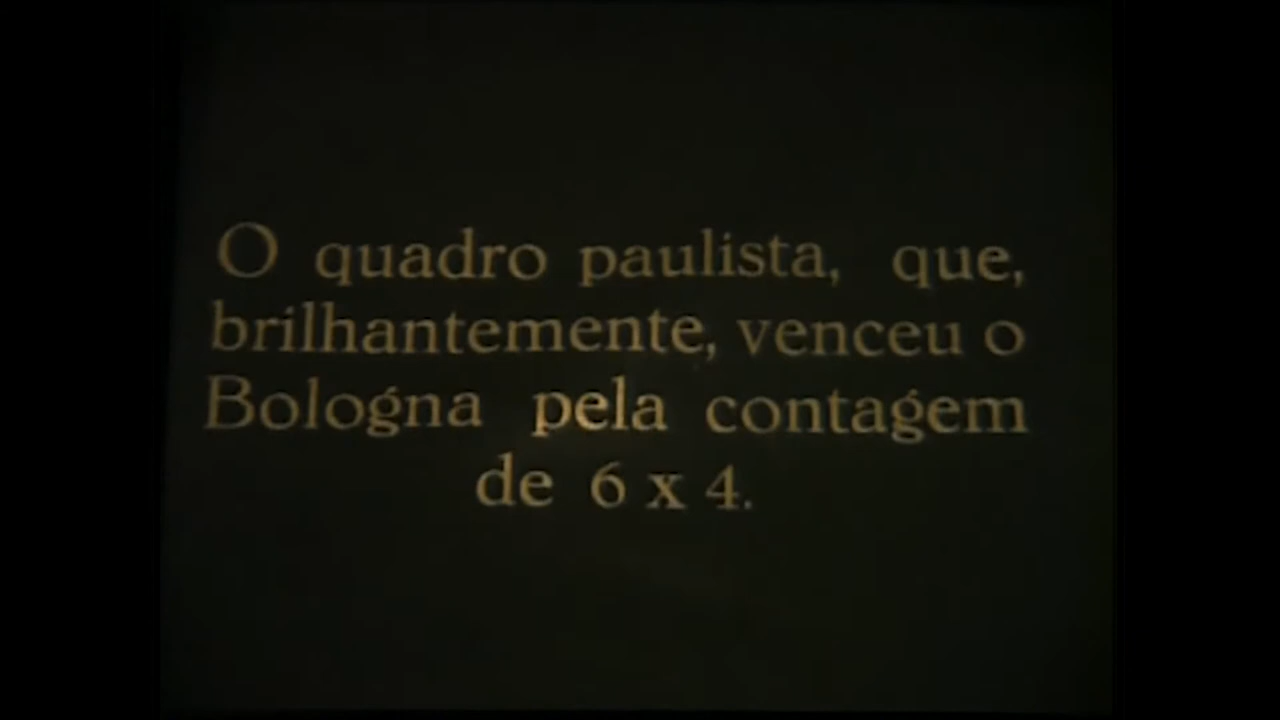 O quadro paulista, que,
brilhantemente, venceu o
Bologna pela contagem
de 6 x 4.